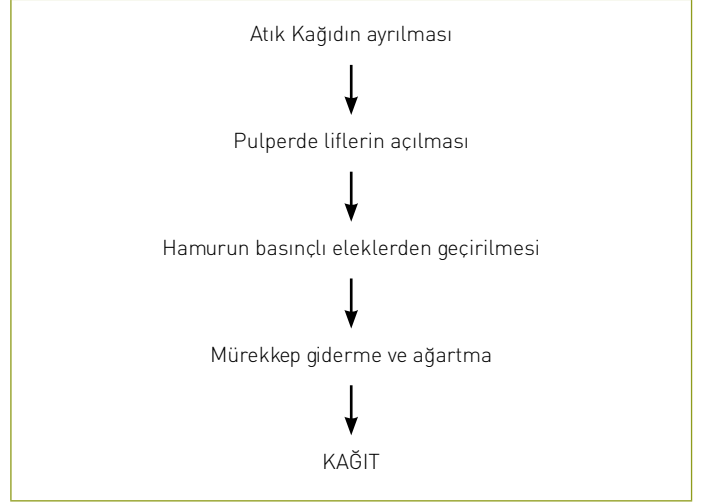 Atık Kağıdın ayrılması
Pulperde liflerin açılması
Hamurun basınçlı eleklerden geçirilmesi
Mürekkep giderme ve ağartma
KAĞIT